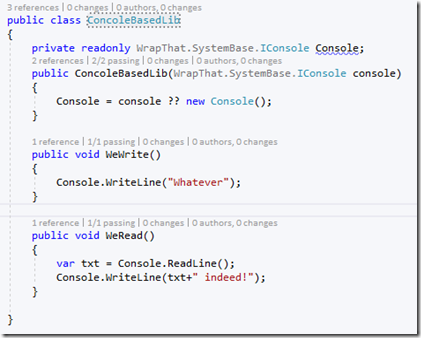 3 references | 0 changes | 0 authors, 0 changes
public class ConcoleBasedLib
{
private readonly WrapThat.SystemBase.IConsole Console;
2 references | 2/2 passing | 0 changes | 0 authors, 0 changes
public ConcoleBasedLib(WrapThat.SystemBase.IConsole console)
{
Console = console ?? new Console();
}
1 reference | 1/1 passing | 0 changes | 0 authors, 0 changes
public void WeWrite()
{
Console.WriteLine("Whatever");
}
1 reference | 1/1 passing | 0 changes | 0 authors, 0 changes
public void WeRead()
{
var txt = Console.ReadLine();
Console.WriteLine(txt+" indeed!");
}
}